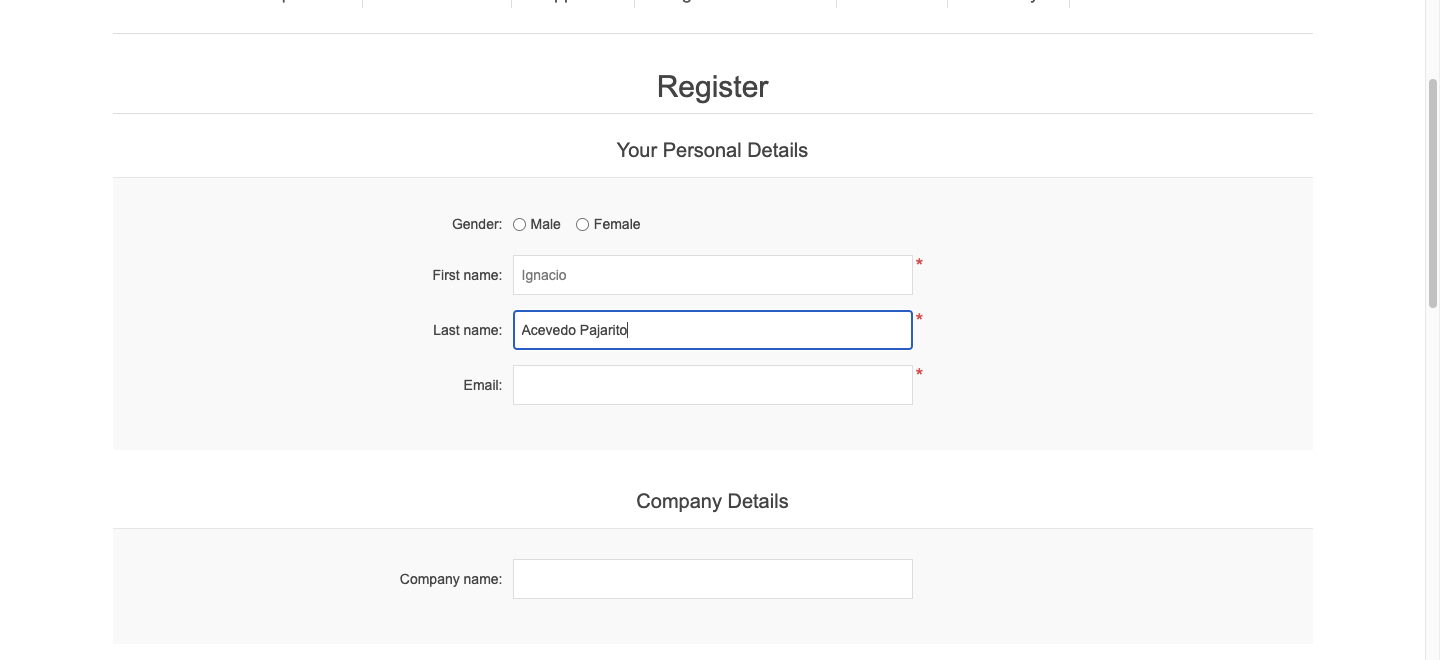 Register
Your Personal Details
Gender: Male Female
First name: Ignacio *
Last name: Acevedo Pajarito *
Email: *
Company Details
Company name: